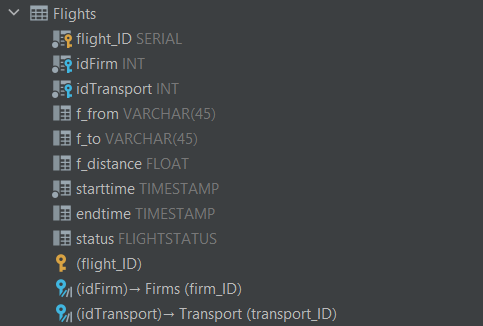 Flights
flight_ID SERIAL
idFirm INT
idTransport INT
f_from VARCHAR(45)
f_to VARCHAR(45)
f_distance FLOAT
starttime TIMESTAMP
endtime TIMESTAMP
status FLIGHTSTATUS
(flight_ID)
(idFirm)→ Firms (firm_ID)
(idTransport)→ Transport (transport_ID)